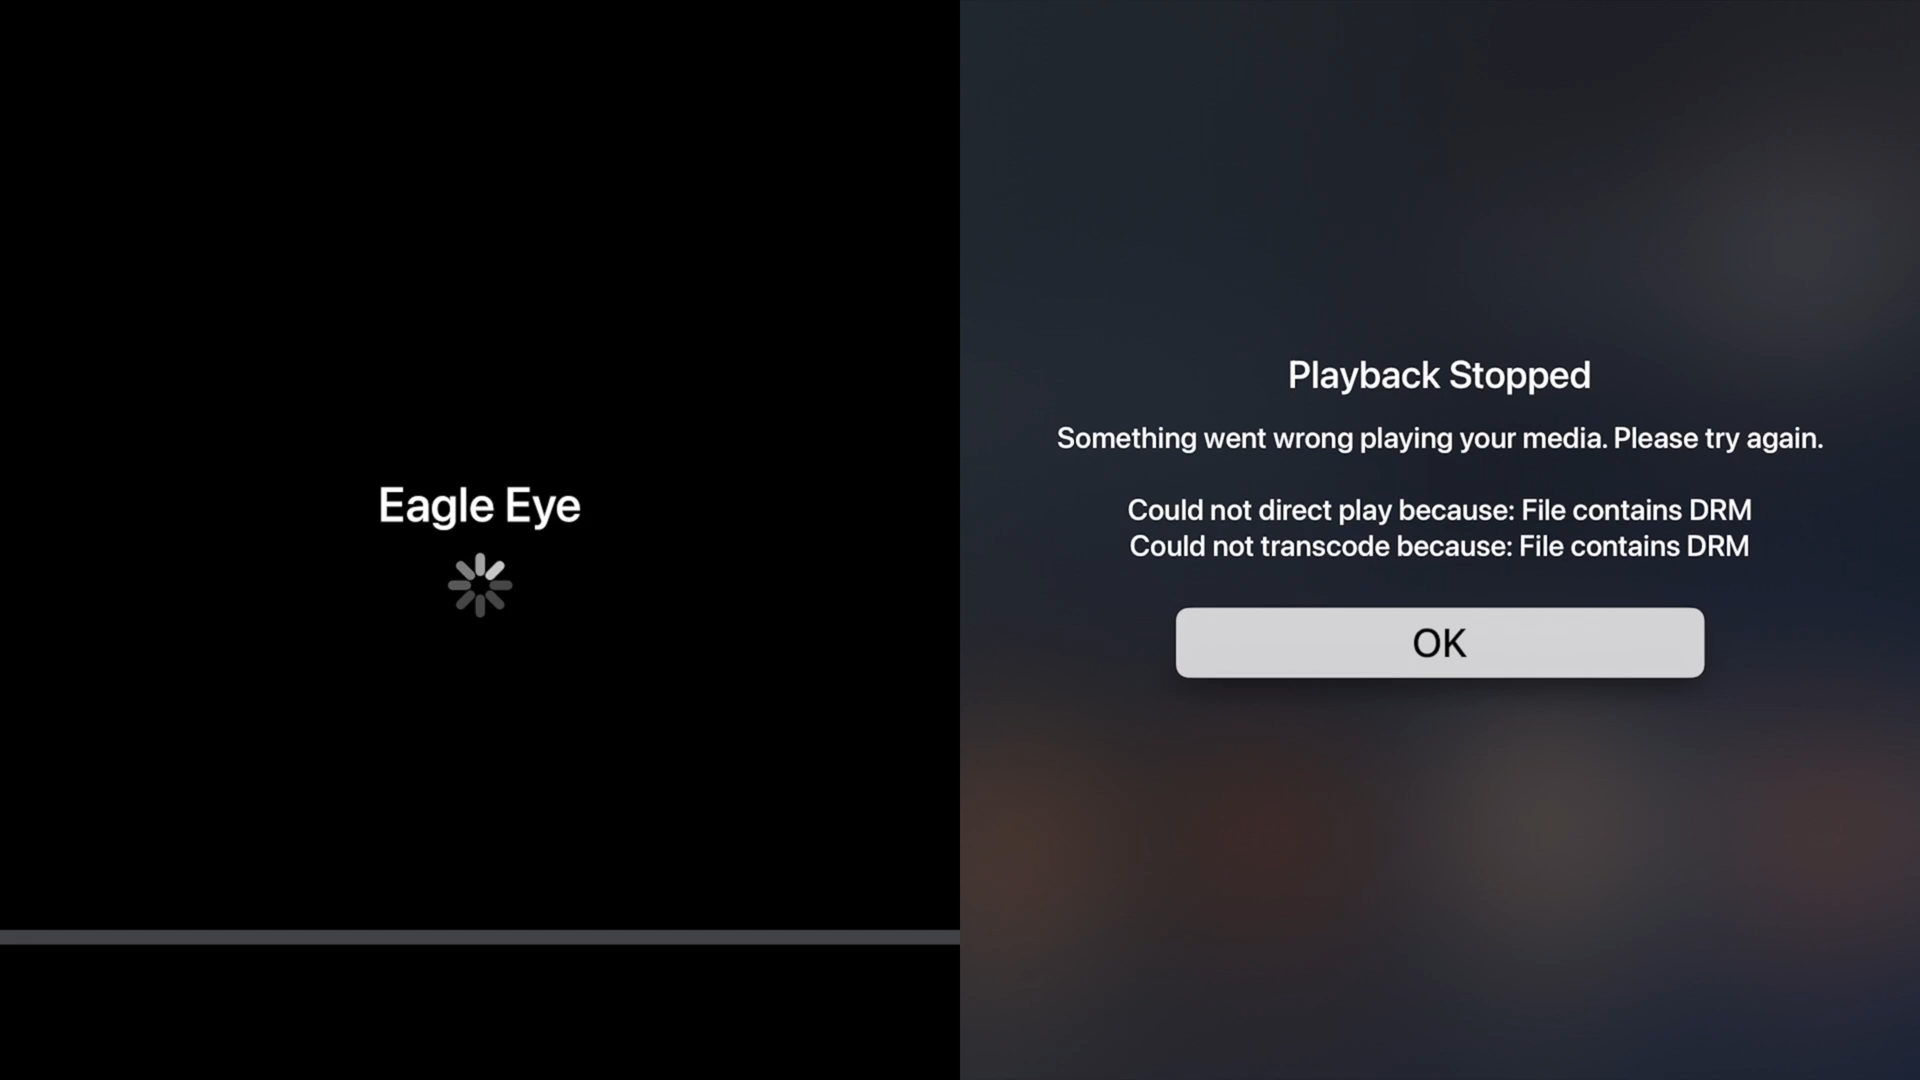 Eagle Eye
Playback Stopped
Something went wrong playing your media. Please try again.
Could not direct play because: File contains DRM
Could not transcode because: File contains DRM
OK